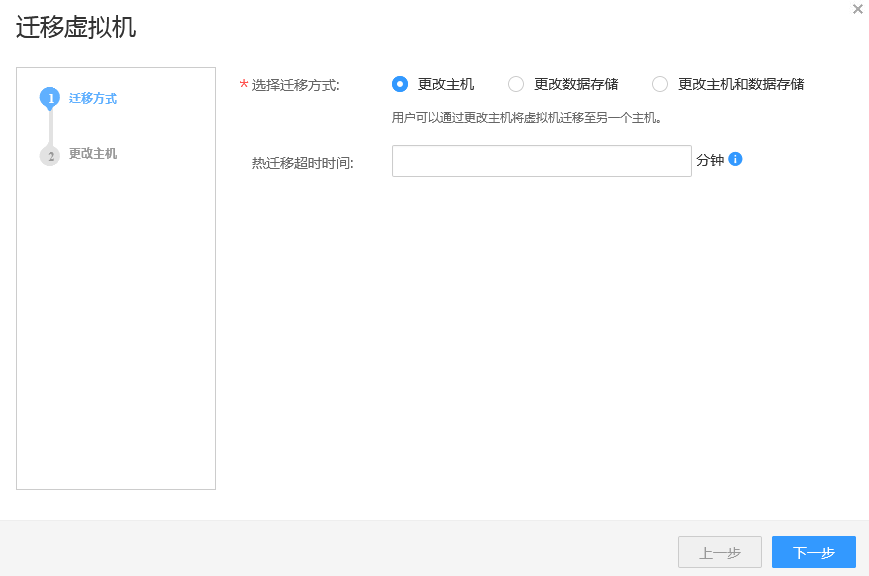 迁移虚拟机
1 迁移方式
2 更改主机
* 选择迁移方式: 更改主机 更改数据存储 更改主机和数据存储
用户可以通过更改主机将虚拟机迁移至另一个主机。
热迁移超时时间: 分钟
上一步 下一步